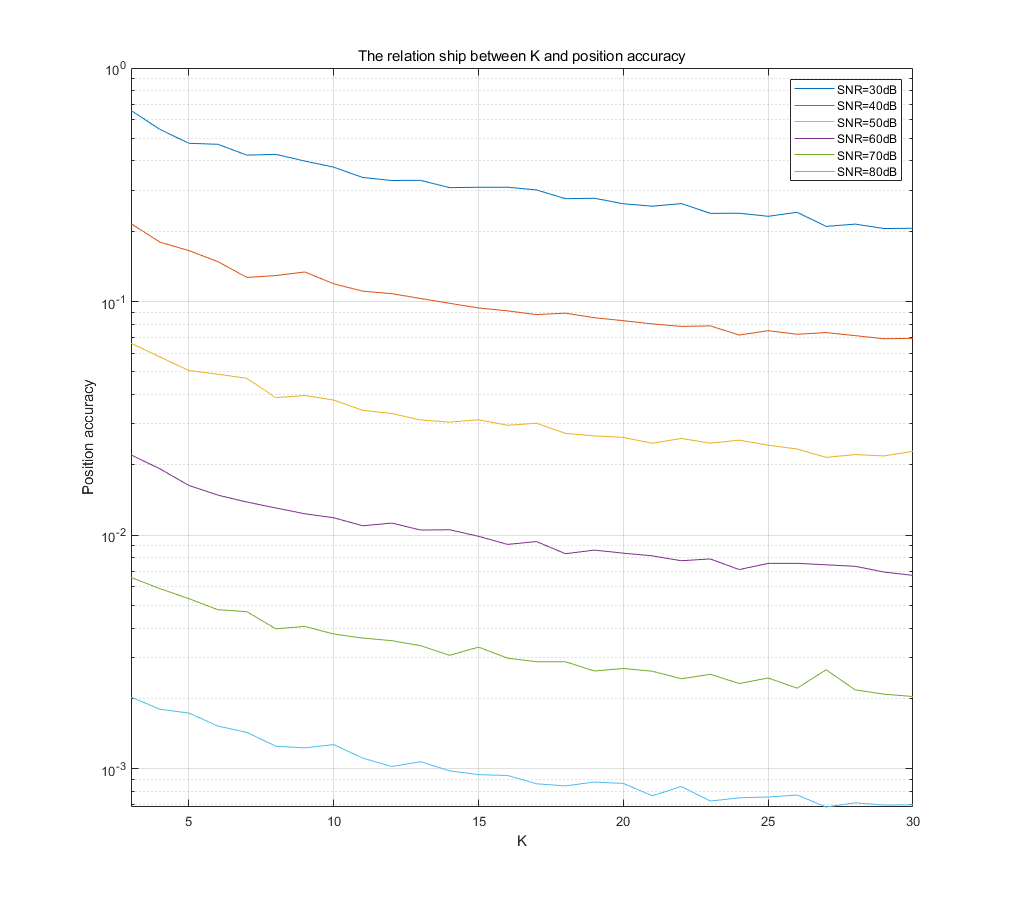 The relation ship between K and position accuracy
10^0
10^-1
10^-2
10^-3
Position accuracy
SNR=30dB
SNR=40dB
SNR=50dB
SNR=60dB
SNR=70dB
SNR=80dB
5 10 15 20 25 30
K